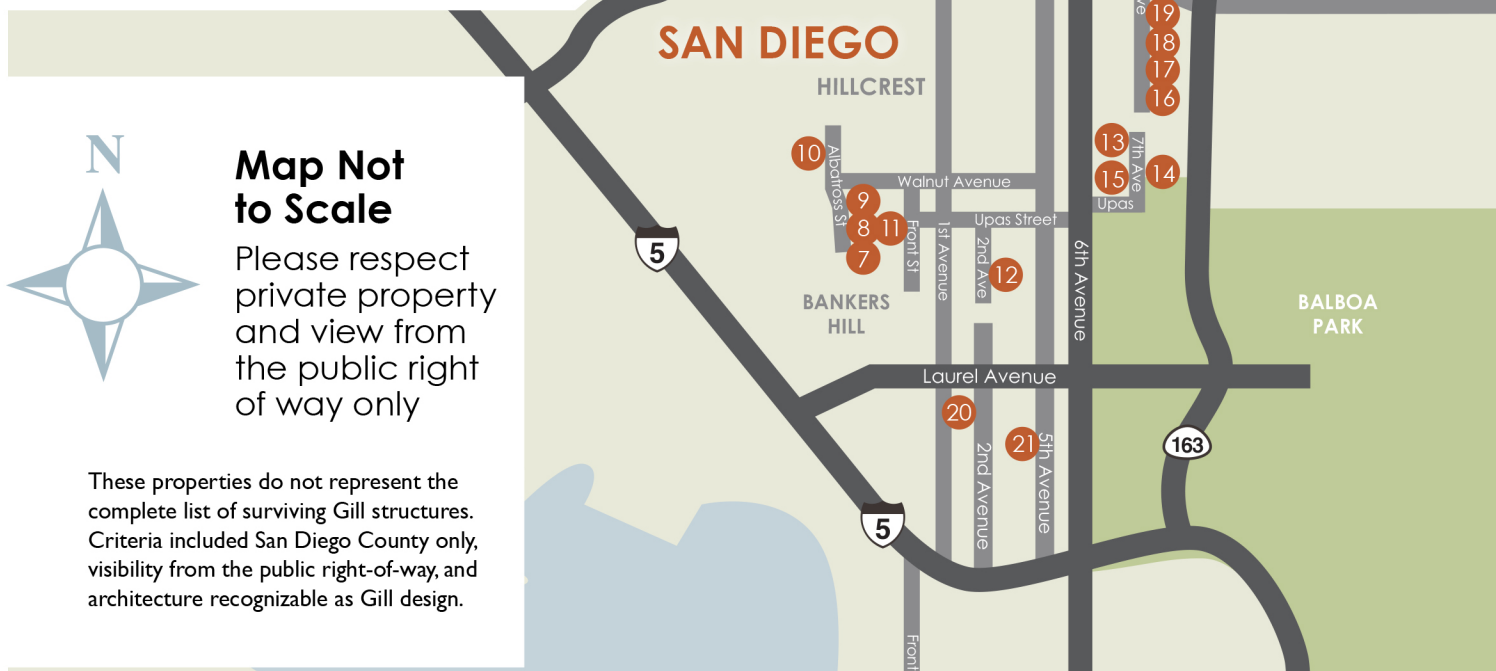 N
Map Not
to Scale
Please respect
private property
and view from
the public right
of way only
These properties do not represent the
complete list of surviving Gill structures.
Criteria included San Diego County only,
visibility from the public right-of-way, and
architecture recognizable as Gill design.
SAN DIEGO
HILLCREST
ve
19
18
17
16
10
Albatross St
Walnut Avenue
13
7th Ave
14
15
Upas
9
8
11
7
Front St
1st Avenue
Upas Street
2nd Ave
12
6th Avenue
5
BANKERS
HILL
BALBOA
PARK
Laurel Avenue
20
21
2nd Avenue
5th Avenue
163
5
Front